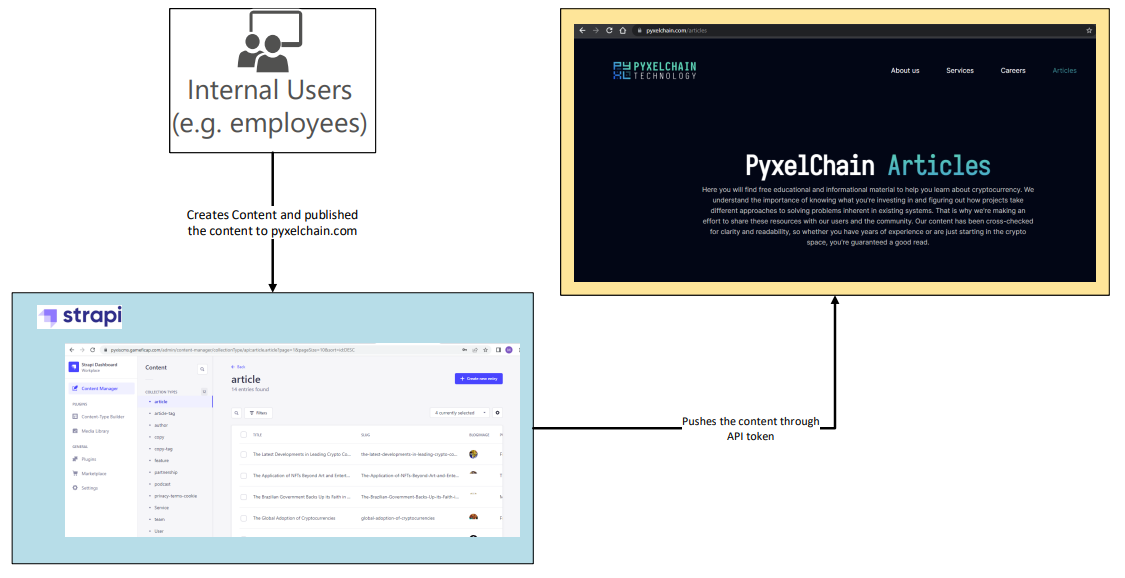 Internal Users
(e.g. employees)
Creates Content and published
the content to pyxelchain.com
strapi
Strapi Dashboard
Workplace
Content Manager
PLUGINS
Content Type Builder
Media Library
GENERAL
Plugins
Marketplace
Settings
Content
COLLECTION TYPES
article
article-tag
author
copy
copy-tag
feature
partnership
podcast
privacy-terms-cookie
Service
team
User
Back
article
14 entries found
Create new entry
Filters
4 currently selected
TITLE SLUG
The Latest Developments in Leading Crypto Co... the-latest-developments-in-leading-crypto-co...
The Application of NFTs Beyond Art and Entert... The-Application-of-NFTs-Beyond-Art-and-Ente...
The Brazilian Government Backs Up its Faith in ... The-Brazilian-Government-Backs-Up-its-Faith-i...
The Global Adoption of Cryptocurrencies global-adoption-of-cryptocurrencies
Pushes the content through
API token
pyxelchain.com/articles
PYXELCHAIN
TECHNOLOGY
About us Services Careers Articles
PyxelChain Articles
Here you will find free educational and informational material to help you learn about cryptocurrency. We
understand the importance of knowing what you're investing in and figuring out how projects take
different approaches to solving problems inherent in existing systems. That is why we're making an
effort to share these resources with our users and the community. Our content has been cross-checked
for clarity and readability, so whether you have years of experience or are just starting in the crypto
space, you're guaranteed a good read.